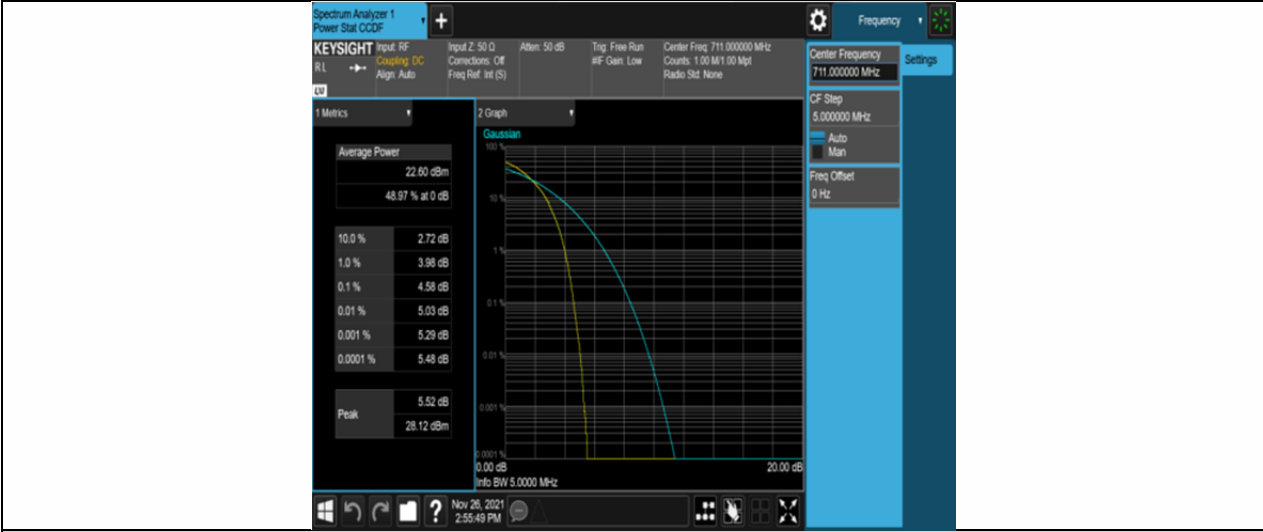 Spectrum Analyzer 1
Power Stat CCDF
+
Frequency
KEYSIGHT
RL
LV
Input: RF
Coupling: DC
Align: Auto
Input Z: 50 Ω
Corrections: Off
Freq Ref: Int (S)
Atten: 50 dB
Trig: Free Run
#IF Gain: Low
Center Freq: 711.000000 MHz
Counts: 1.00 M/1.00 Mpt
Radio Std: None
Center Frequency
711.000000 MHz
Settings
CF Step
5.000000 MHz
Auto
Man
Freq Offset
0 Hz
1 Metrics
Average Power
22.60 dBm
48.97 % at 0 dB
10.0 % 2.72 dB
1.0 % 3.98 dB
0.1 % 4.58 dB
0.01 % 5.03 dB
0.001 % 5.29 dB
0.0001 % 5.48 dB
Peak
5.52 dB
28.12 dBm
2 Graph
Gaussian
100 %
10 %
1 %
0.1 %
0.01 %
0.001 %
0.0001 %
0.00 dB 20.00 dB
Info BW 5.0000 MHz
?
Nov 26, 2021
2:55:49 PM